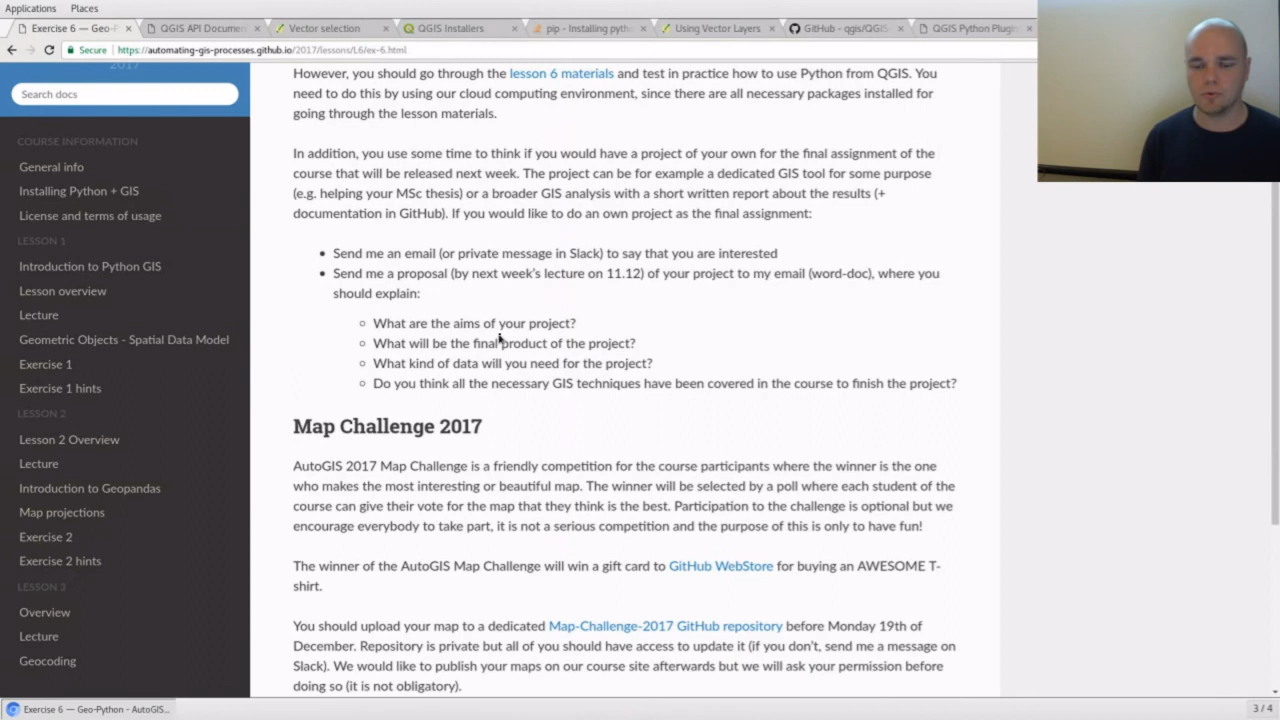 Applications Places
Exercise 6 — Geo-P
QGIS API Documen
Vector selection
QGIS Installers
pip - Installing pyth
Using Vector Layers
GitHub - qgis/QGIS
QGIS Python Plugin
Secure https://automating-gis-processes.github.io/2017/lessons/L6/ex-6.html
2017
Search docs
COURSE INFORMATION
General info
Installing Python + GIS
License and terms of usage
LESSON 1
Introduction to Python GIS
Lesson overview
Lecture
Geometric Objects - Spatial Data Model
Exercise 1
Exercise 1 hints
LESSON 2
Lesson 2 Overview
Lecture
Introduction to Geopandas
Map projections
Exercise 2
Exercise 2 hints
LESSON 3
Overview
Lecture
Geocoding
However, you should go through the lesson 6 materials and test in practice how to use Python from QGIS. You
need to do this by using our cloud computing environment, since there are all necessary packages installed for
going through the lesson materials.
In addition, you use some time to think if you would have a project of your own for the final assignment of the
course that will be released next week. The project can be for example a dedicated GIS tool for some purpose
(e.g. helping your MSc thesis) or a broader GIS analysis with a short written report about the results (+
documentation in GitHub). If you would like to do an own project as the final assignment:
• Send me an email (or private message in Slack) to say that you are interested
• Send me a proposal (by next week's lecture on 11.12) of your project to my email (word-doc), where you
should explain:
◦ What are the aims of your project?
◦ What will be the final product of the project?
◦ What kind of data will you need for the project?
◦ Do you think all the necessary GIS techniques have been covered in the course to finish the project?
Map Challenge 2017
AutoGIS 2017 Map Challenge is a friendly competition for the course participants where the winner is the one
who makes the most interesting or beautiful map. The winner will be selected by a poll where each student of the
course can give their vote for the map that they think is the best. Participation to the challenge is optional but we
encourage everybody to take part, it is not a serious competition and the purpose of this is only to have fun!
The winner of the AutoGIS Map Challenge will win a gift card to GitHub WebStore for buying an AWESOME T-
shirt.
You should upload your map to a dedicated Map-Challenge-2017 GitHub repository before Monday 19th of
December. Repository is private but all of you should have access to update it (if you don't, send me a message on
Slack). We would like to publish your maps on our course site afterwards but we will ask your permission before
doing so (it is not obligatory).
Exercise 6 — Geo-Python - AutoGIS...
3 / 4